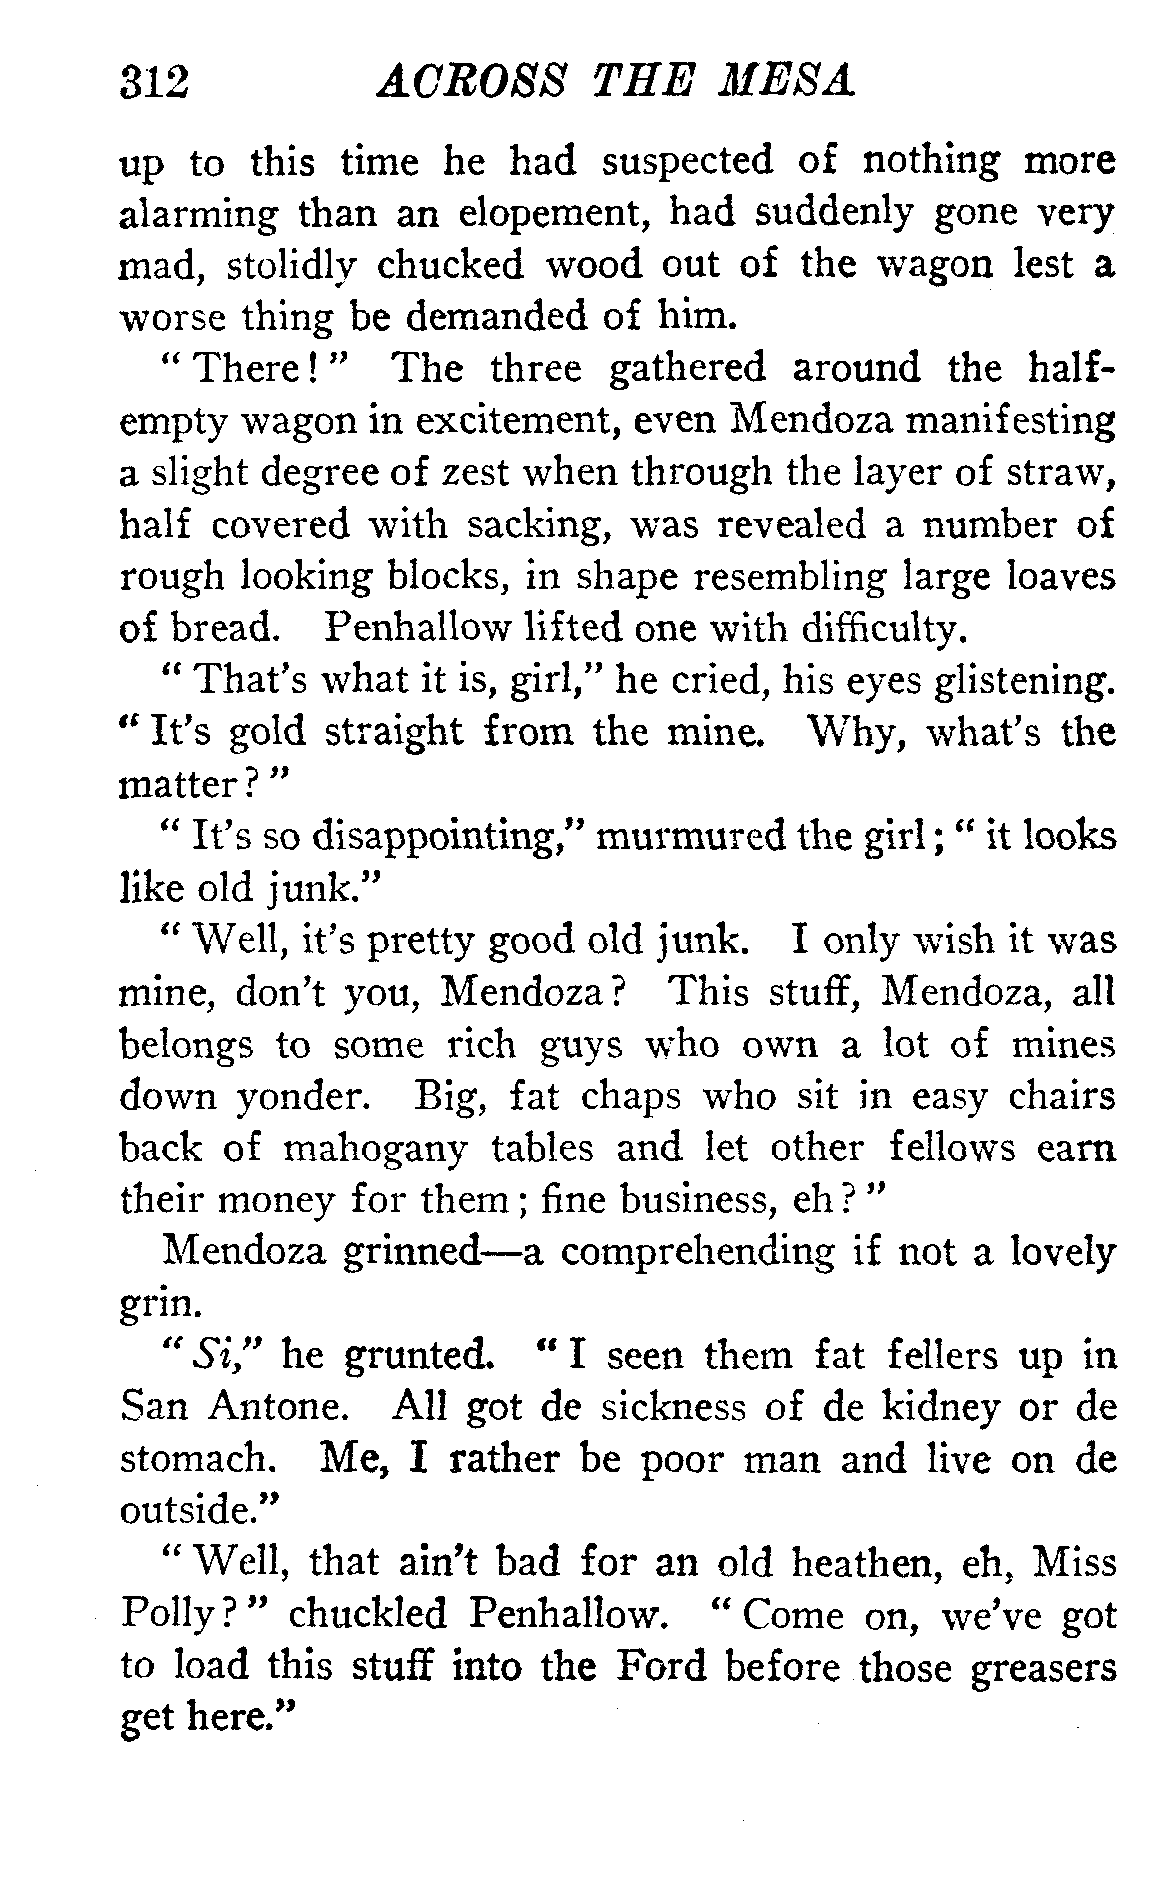 312 ACROSS THE MESA
up to this time he had suspected of nothing more
alarming than an elopement, had suddenly gone very
mad, stolidly chucked wood out of the wagon lest a
worse thing be demanded of him.
" There! " The three gathered around the half-
empty wagon in excitement, even Mendoza manifesting
a slight degree of zest when through the layer of straw,
half covered with sacking, was revealed a number of
rough looking blocks, in shape resembling large loaves
of bread. Penhallow lifted one with difficulty.
" That's what it is, girl," he cried, his eyes glistening.
" It's gold straight from the mine. Why, what's the
matter? "
" It's so disappointing," murmured the girl; " it looks
like old junk."
" Well, it's pretty good old junk. I only wish it was
mine, don't you, Mendoza? This stuff, Mendoza, all
belongs to some rich guys who own a lot of mines
down yonder. Big, fat chaps who sit in easy chairs
back of mahogany tables and let other fellows earn
their money for them; fine business, eh? "
Mendoza grinned—a comprehending if not a lovely
grin.
" Si," he grunted. " I seen them fat fellers up in
San Antone. All got de sickness of de kidney or de
stomach. Me, I rather be poor man and live on de
outside."
" Well, that ain't bad for an old heathen, eh, Miss
Polly? " chuckled Penhallow. " Come on, we've got
to load this stuff into the Ford before those greasers
get here."